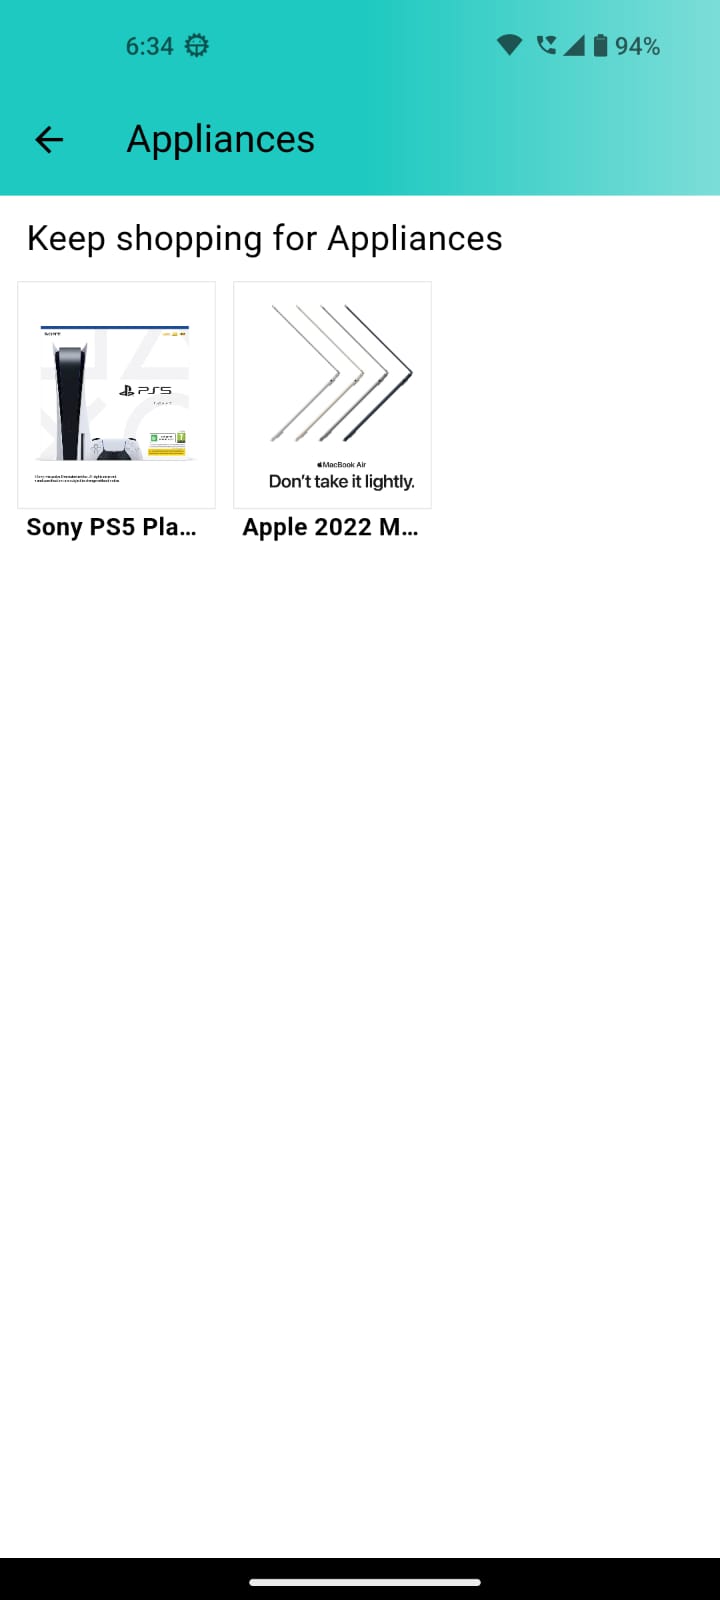 6:34
94%
Appliances
Keep shopping for Appliances
SONY
PS5
MacBook Air
Don't take it lightly.
Sony PS5 Pla...
Apple 2022 M...